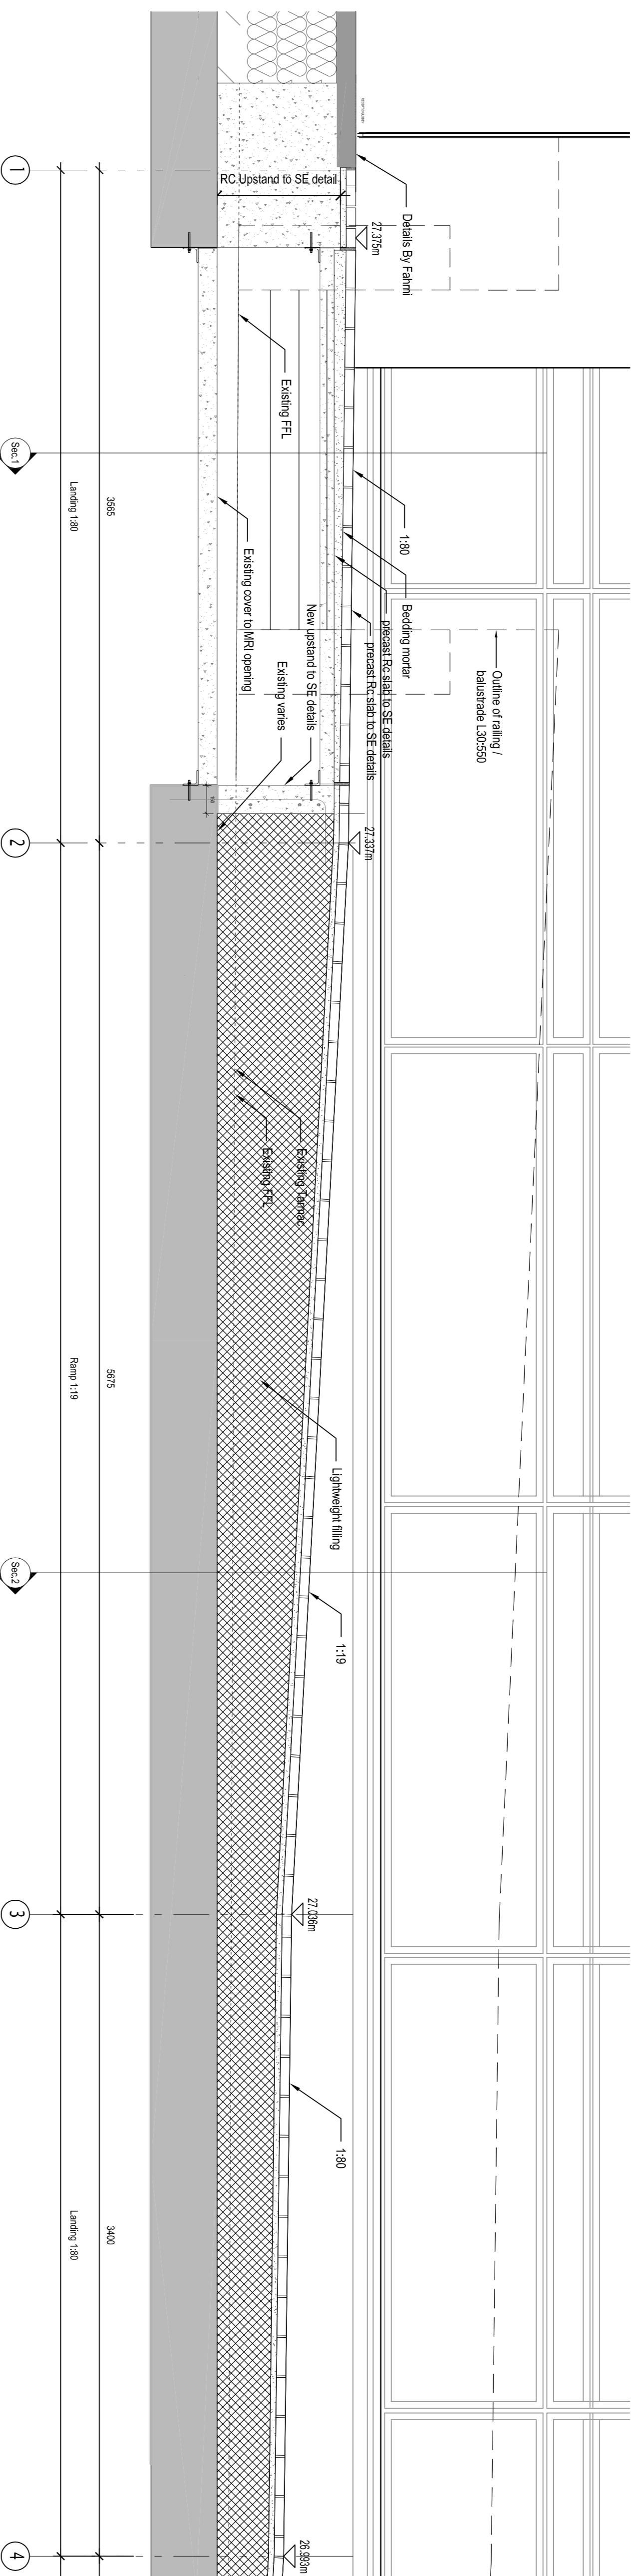 1
RC Upstand to SE detail
Details By Fahrni
27.375m
Existing FFL
Sec.1
3565
Landing 1:80
1:80
Bedding mortar
precast Rc slab to SE details
precast Rc slab to SE details
Existing cover to MRI opening
New upstand to SE details
Existing varies
Outline of railing /
balustrade L30:550
150
2
27.337m
Existing Tarmac
Existing FFL
Lightweight filling
5675
Ramp 1:19
Sec.2
1:19
3
27.036m
1:80
3400
Landing 1:80
4
26.993m